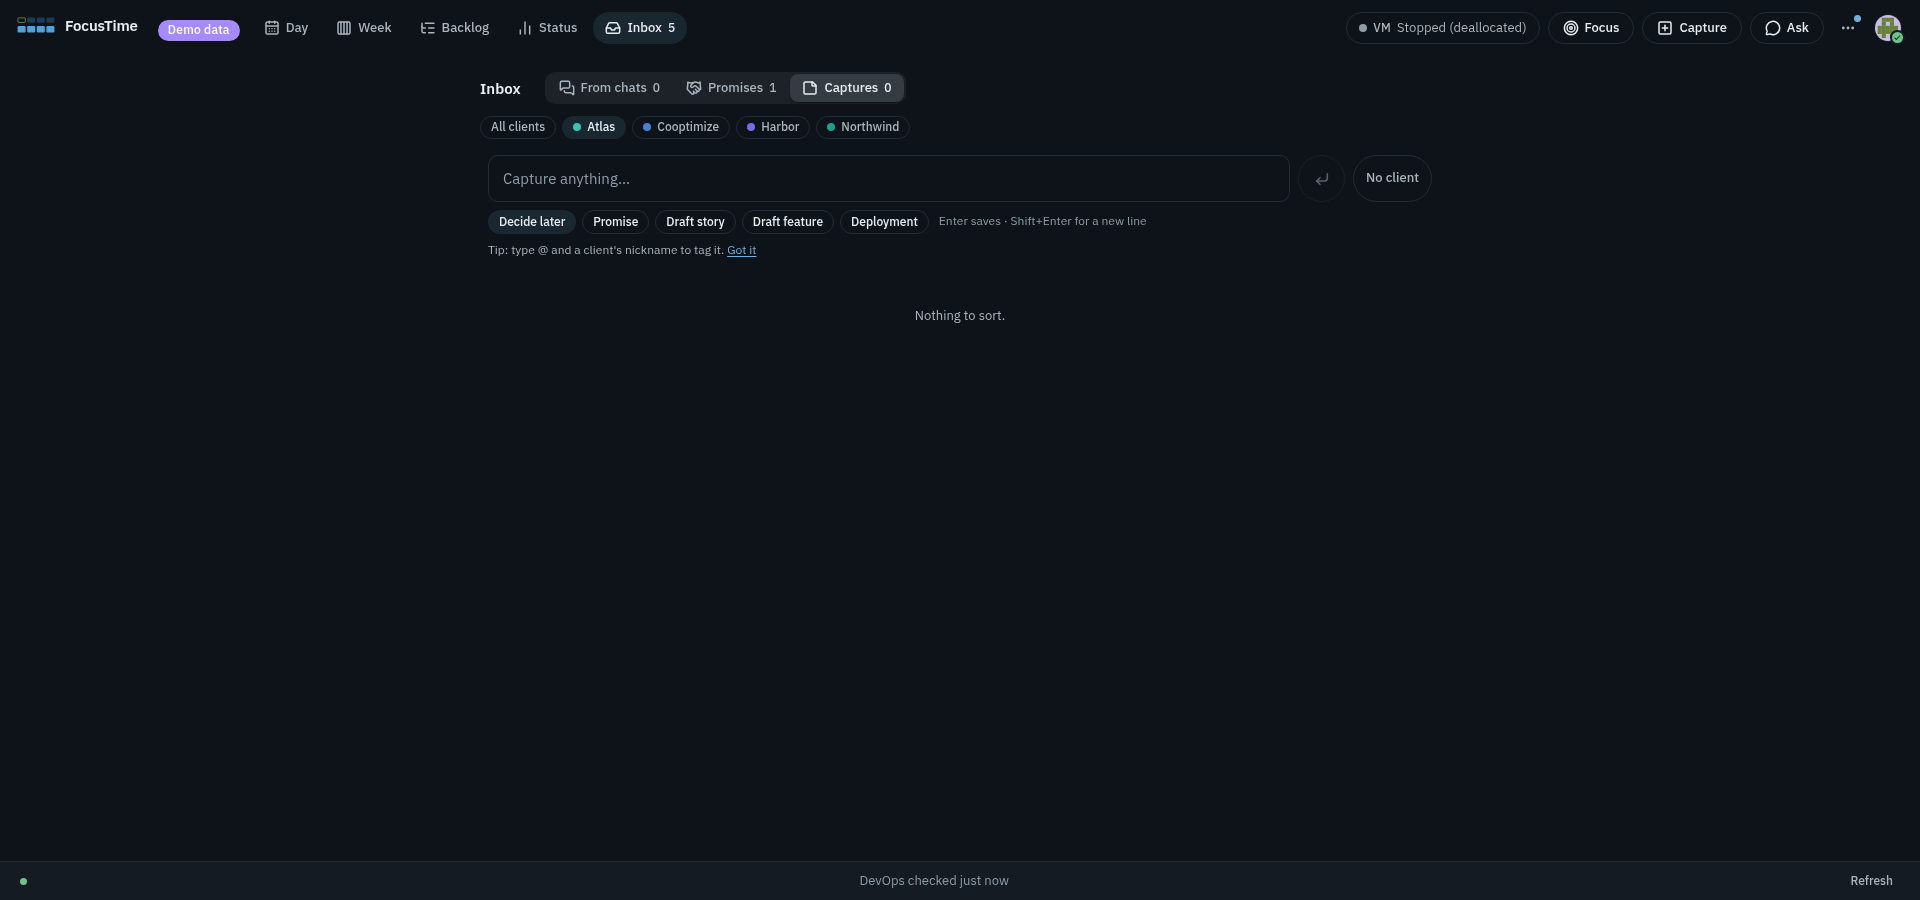 FocusTime
Demo data
Day
Week
Backlog
Status
Inbox 5
VM Stopped (deallocated)
Focus
Capture
Ask
Inbox
From chats 0
Promises 1
Captures 0
All clients
Atlas
Cooptimize
Harbor
Northwind
Capture anything...
No client
Decide later
Promise
Draft story
Draft feature
Deployment
Enter saves · Shift+Enter for a new line
Tip: type @ and a client's nickname to tag it. Got it
Nothing to sort.
DevOps checked just now
Refresh